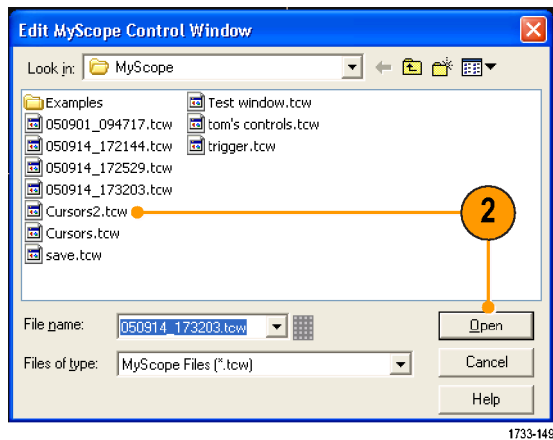 Edit MyScope Control Window
Look in: MyScope
Examples
050901_094717.tcw
050914_172144.tcw
050914_172529.tcw
050914_173203.tcw
Cursors2.tcw
Cursors.tcw
save.tcw
Test window.tcw
tom's controls.tcw
trigger.tcw
2
File name: 050914_173203.tcw Open
Files of type: MyScope Files (*.tcw) Cancel
Help
1733-149